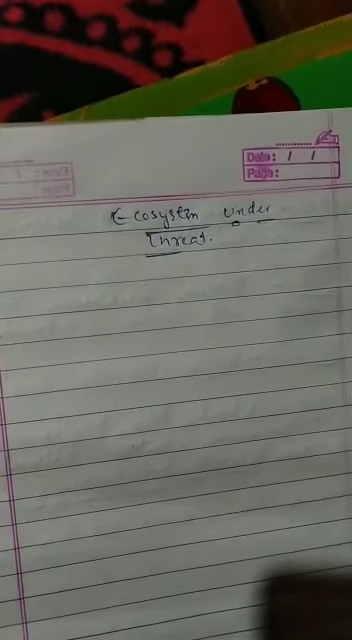 Date: / /
Page:
Ecosystem Under
Threat.